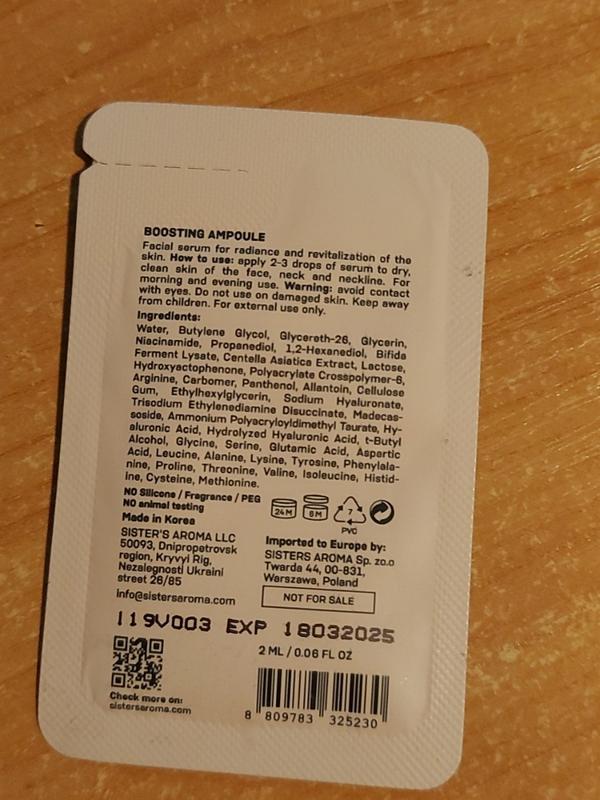 BOOSTING AMPOULE
Facial serum for radiance and revitalization of the
skin. How to use: apply 2-3 drops of serum to dry,
clean skin of the face, neck and neckline. For
morning and evening use. Warning: avoid contact
with eyes. Do not use on damaged skin. Keep away
from children. For external use only.
Ingredients:
Water, Butylene Glycol, Glycereth-26, Glycerin,
Niacinamide, Propanediol, 1,2-Hexanediol, Bifida
Ferment Lysate, Centella Asiatica Extract, Lactose,
Hydroxyactophenone, Polyacrylate Crosspolymer-6,
Arginine, Carbomer, Panthenol, Allantoin, Cellulose
Gum, Ethylhexylglycerin, Sodium Hyaluronate,
Trisodium Ethylenediamine Disuccinate, Madecas-
soside, Ammonium Polyacryloyldimethyl Taurate, Hy-
aluronic Acid, Hydrolyzed Hyaluronic Acid, t-Butyl
Alcohol, Glycine, Serine, Glutamic Acid, Aspartic
Acid, Leucine, Alanine, Lysine, Tyrosine, Phenylala-
nine, Proline, Threonine, Valine, Isoleucine, Histid-
ine, Cysteine, Methionine.
NO Silicone / Fragrance / PEG
NO animal testing
Made in Korea
SISTER'S AROMA LLC
50093, Dnipropetrovsk
region, Kryvyi Rig,
Nezalegnosti Ukraini
street 26/85
info@sistersaroma.com
24M
6M
7
PVC
Imported to Europe by:
SISTERS AROMA Sp. zo.o
Twarda 44, 00-831,
Warszawa, Poland
NOT FOR SALE
119V003 EXP 18032025
2 ML / 0.06 FL OZ
Check more on:
sistersaroma.com
8 809783 325230